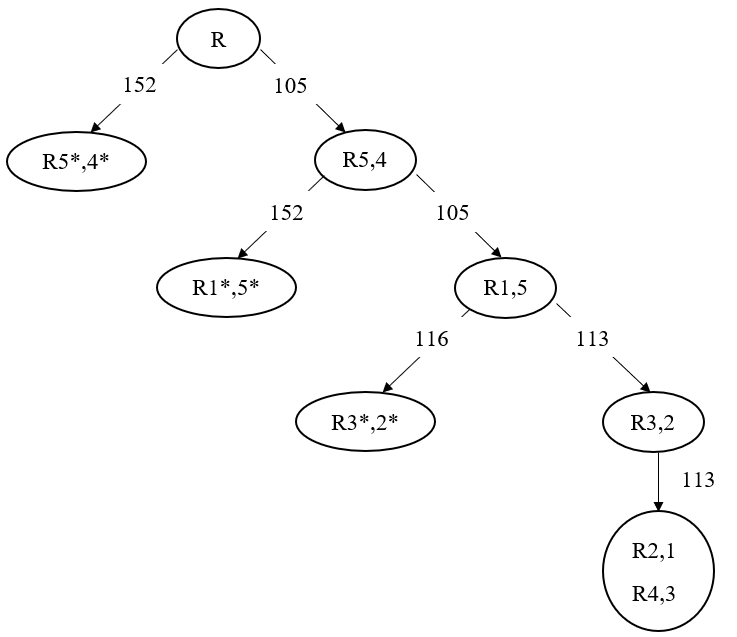 R
152
105
R5*,4*
R5,4
152
105
R1*,5*
R1,5
116
113
R3*,2*
R3,2
113
R2,1
R4,3